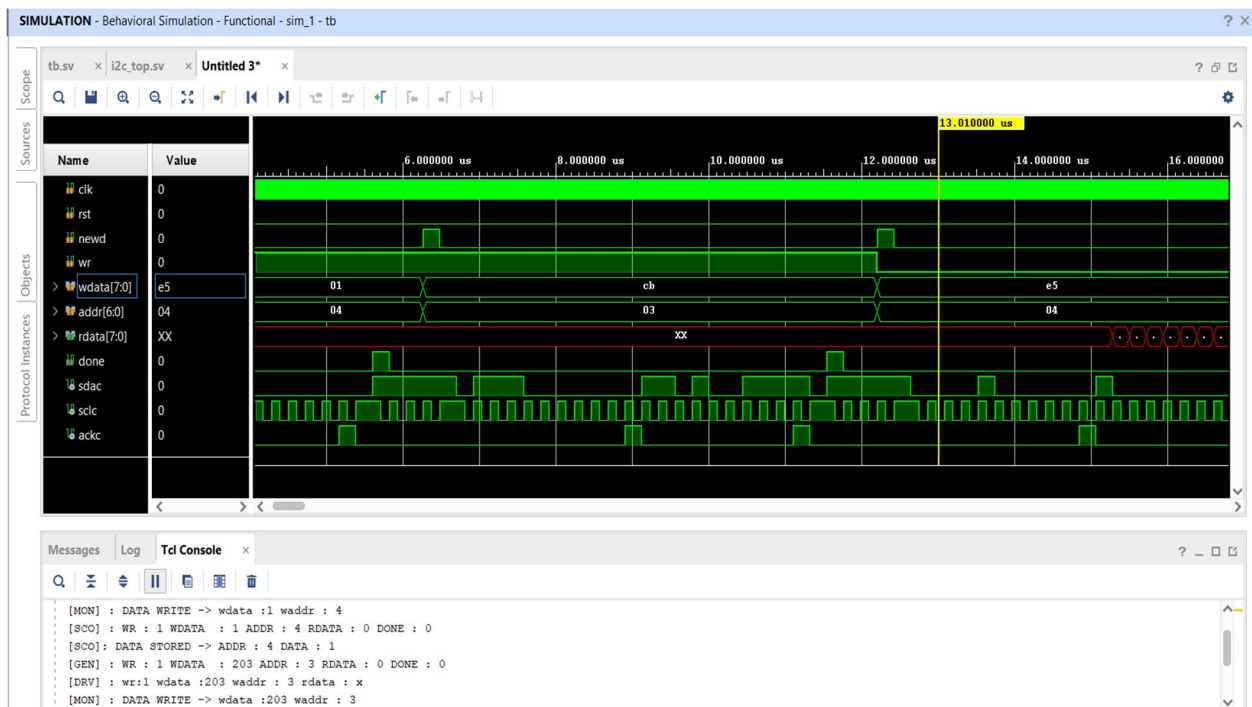 SIMULATION - Behavioral Simulation - Functional - sim_1 - tb ? ×
Scope
Sources
Objects
Protocol Instances
tb.sv × i2c_top.sv × Untitled 3* × ?
13.010000 us
Name Value
6.000000 us 8.000000 us 10.000000 us 12.000000 us 14.000000 us 16.000000
clk 0
rst 0
newd 0
wr 0
> wdata[7:0] e5 01 cb e5
> addr[6:0] 04 04 03 04
> rdata[7:0] XX XX
done 0
sdac 0
sclc 0
ackc 0
Messages Log Tcl Console × ?
[MON] : DATA WRITE -> wdata :1 waddr : 4
[SCO] : WR : 1 WDATA : 1 ADDR : 4 RDATA : 0 DONE : 0
[SCO]: DATA STORED -> ADDR : 4 DATA : 1
[GEN] : WR : 1 WDATA : 203 ADDR : 3 RDATA : 0 DONE : 0
[DRV] : wr:1 wdata :203 waddr : 3 rdata : x
[MON] : DATA WRITE -> wdata :203 waddr : 3